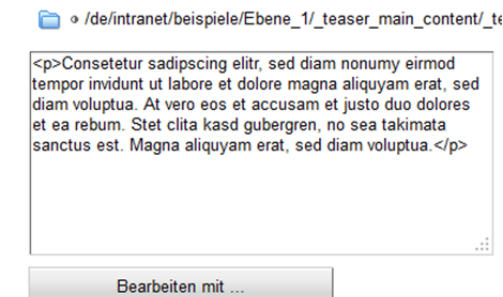 /de/intranet/beispiele/Ebene_1/_teaser_main_content/_te
<p>Consetetur sadipscing elitr, sed diam nonumy eirmod
tempor invidunt ut labore et dolore magna aliquyam erat, sed
diam voluptua. At vero eos et accusam et justo duo dolores
et ea rebum. Stet clita kasd gubergren, no sea takimata
sanctus est. Magna aliquyam erat, sed diam voluptua.</p>
Bearbeiten mit ...